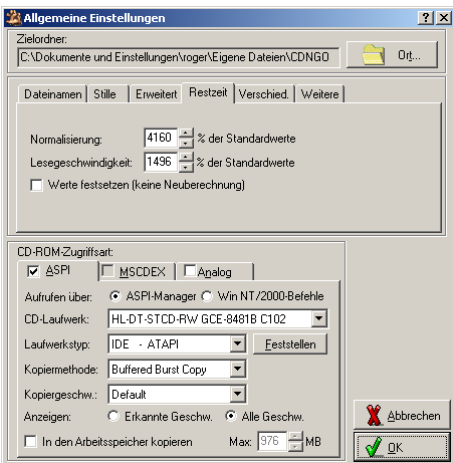 Allgemeine Einstellungen
Zielordner:
C:\Dokumente und Einstellungen\roger\Eigene Dateien\CDNGO
Ort...
Dateinamen Stille Erweitert Restzeit Verschied. Weitere
Normalisierung: 4160 % der Standardwerte
Lesegeschwindigkeit: 1496 % der Standardwerte
Werte festsetzen (keine Neuberechnung)
CD-ROM-Zugriffsart:
ASPI MSCDEX Analog
Aufrufen über: ASPI-Manager Win NT/2000-Befehle
CD-Laufwerk: HL-DT-STCD-RW GCE-8481B C102
Laufwerkstyp: IDE - ATAPI Feststellen
Kopiermethode: Buffered Burst Copy
Kopiergeschw.: Default
Anzeigen: Erkannte Geschw. Alle Geschw.
In den Arbeitsspeicher kopieren Max: 976 MB
Abbrechen
OK